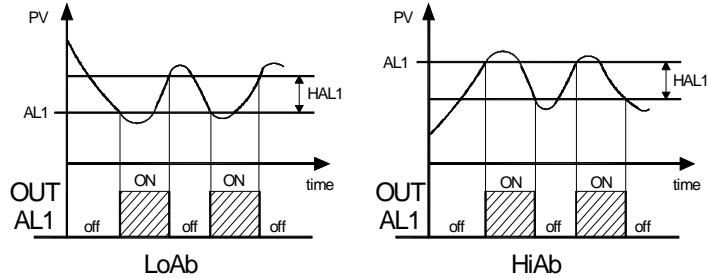 PV
HAL1
AL1
time
OUT
AL1
ON
ON
off
off
off
LoAb
PV
AL1
HAL1
time
ON
ON
OUT
AL1
off
off
off
HiAb